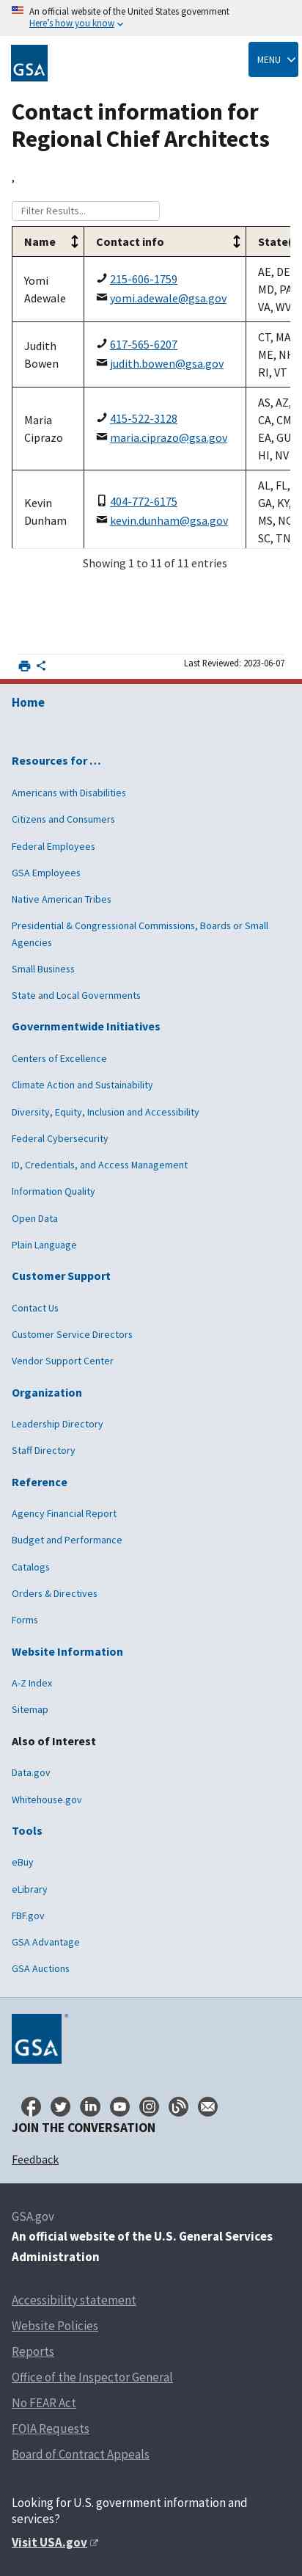 An official website of the United States government
Here's how you know
GSA
MENU
Contact information for
Regional Chief Architects
,
Filter Results...
Name
Contact info
Yomi
Adewale
215-606-1759
yomi.adewale@gsa.gov
AE, DE
VA, WV
Judith
Bowen
617-565-6207
judith.bowen@gsa.gov
CT, MA
RI, VT
Maria
Ciprazo
415-522-3128
maria.ciprazo@gsa.gov
AS, AZ,
HI, NV
Kevin
Dunham
404-772-6175
kevin.dunham@gsa.gov
AL, FL,
GA, KY,
SC, TN
Showing 1 to 11 of 11 entries
Last Reviewed: 2023-06-07
Home
Resources for …
Americans with Disabilities
Citizens and Consumers
Federal Employees
GSA Employees
Native American Tribes
Presidential & Congressional Commissions, Boards or Small
Agencies
Small Business
State and Local Governments
Governmentwide Initiatives
Centers of Excellence
Climate Action and Sustainability
Diversity, Equity, Inclusion and Accessibility
Federal Cybersecurity
ID, Credentials, and Access Management
Information Quality
Open Data
Plain Language
Customer Support
Contact Us
Customer Service Directors
Vendor Support Center
Organization
Leadership Directory
Staff Directory
Reference
Agency Financial Report
Budget and Performance
Catalogs
Orders & Directives
Forms
Website Information
A-Z Index
Sitemap
Also of Interest
Data.gov
Whitehouse.gov
Tools
eBuy
eLibrary
FBF.gov
GSA Advantage
GSA Auctions
GSA
JOIN THE CONVERSATION
Feedback
GSA.gov
An official website of the U.S. General Services
Administration
Accessibility statement
Website Policies
Reports
Office of the Inspector General
No FEAR Act
FOIA Requests
Board of Contract Appeals
Looking for U.S. government information and
services?
Visit USA.gov